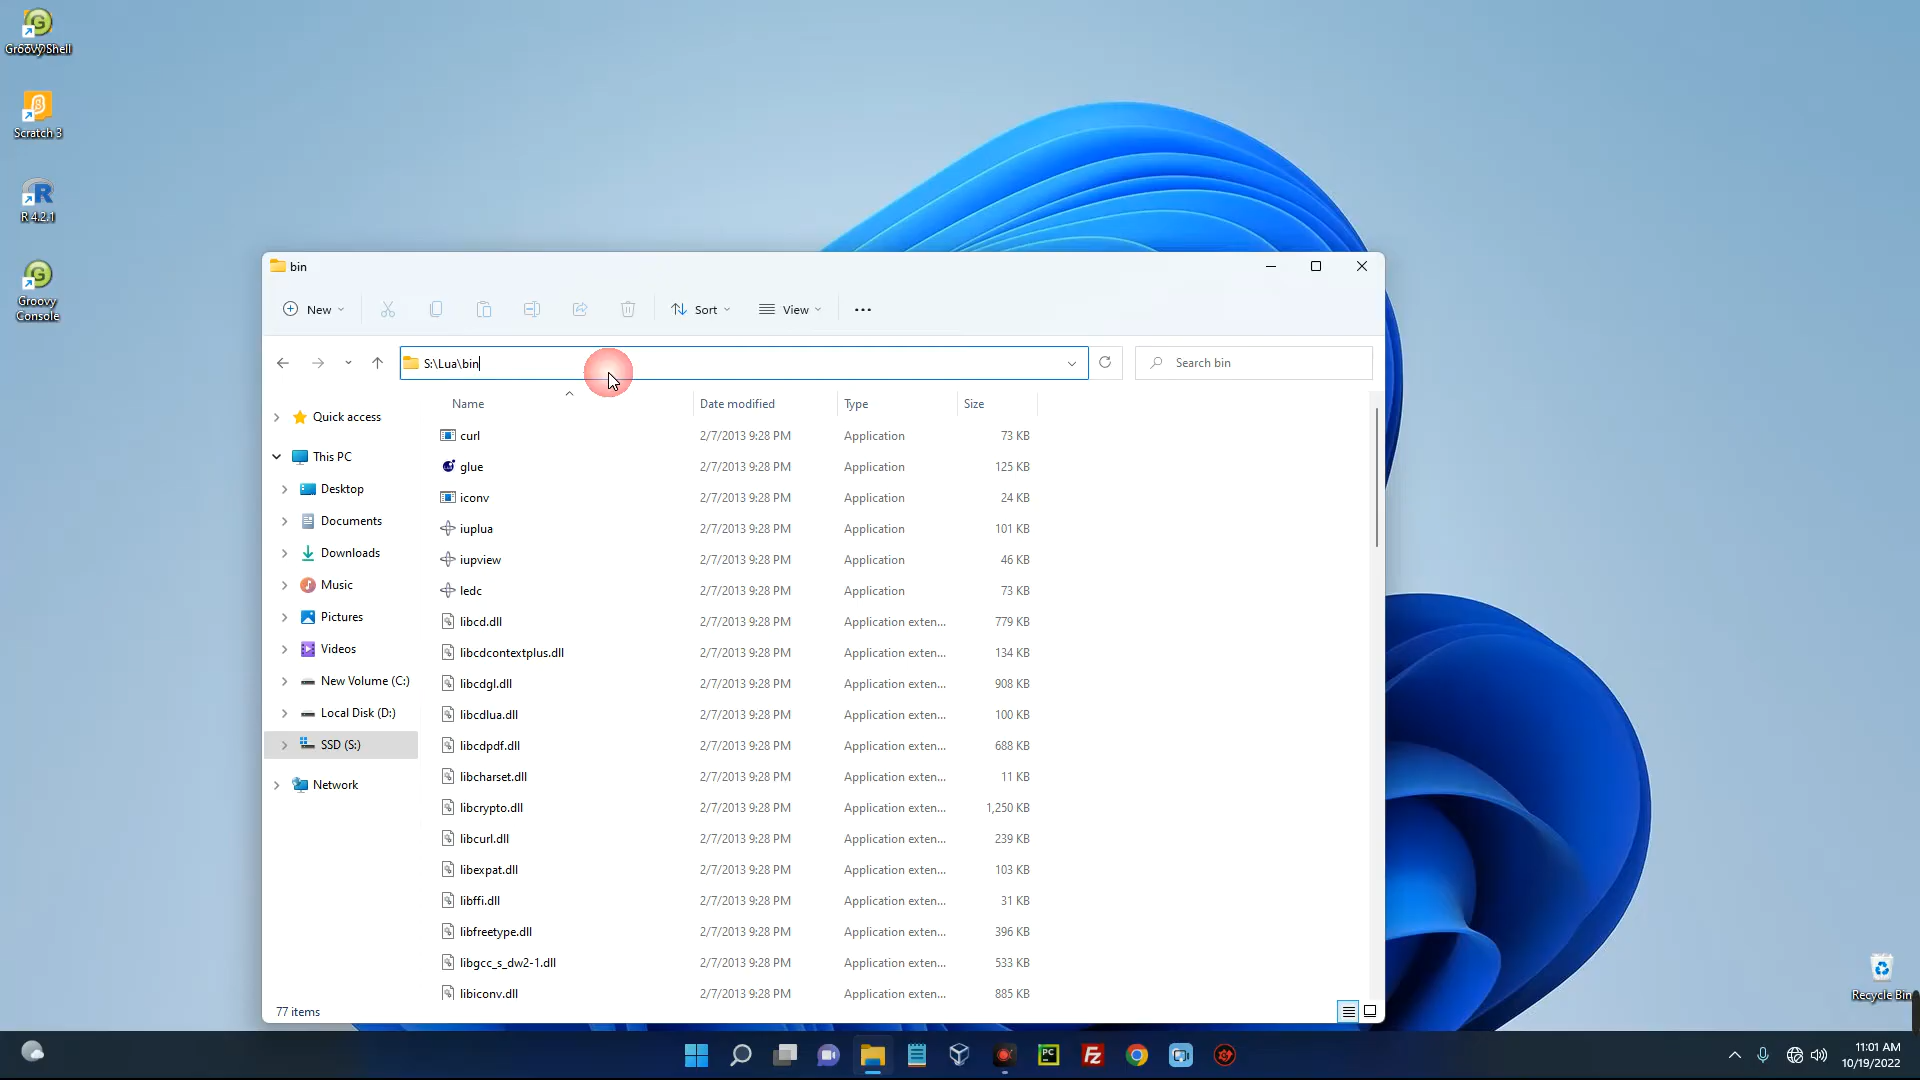 GroovyShell
Scratch 3
R 4.2.1
Groovy
Console
bin
New
Sort
View
S:\Lua\bin
Search bin
Quick access
This PC
Desktop
Documents
Downloads
Music
Pictures
Videos
New Volume (C:)
Local Disk (D:)
SSD (S:)
Network
Name Date modified Type Size
curl 2/7/2013 9:28 PM Application 73 KB
glue 2/7/2013 9:28 PM Application 125 KB
iconv 2/7/2013 9:28 PM Application 24 KB
iuplua 2/7/2013 9:28 PM Application 101 KB
iupview 2/7/2013 9:28 PM Application 46 KB
ledc 2/7/2013 9:28 PM Application 73 KB
libcd.dll 2/7/2013 9:28 PM Application exten... 779 KB
libcdcontextplus.dll 2/7/2013 9:28 PM Application exten... 134 KB
libcdgl.dll 2/7/2013 9:28 PM Application exten... 908 KB
libcdlua.dll 2/7/2013 9:28 PM Application exten... 100 KB
libcdpdf.dll 2/7/2013 9:28 PM Application exten... 688 KB
libcharset.dll 2/7/2013 9:28 PM Application exten... 11 KB
libcrypto.dll 2/7/2013 9:28 PM Application exten... 1,250 KB
libcurl.dll 2/7/2013 9:28 PM Application exten... 239 KB
libexpat.dll 2/7/2013 9:28 PM Application exten... 103 KB
libffi.dll 2/7/2013 9:28 PM Application exten... 31 KB
libfreetype.dll 2/7/2013 9:28 PM Application exten... 396 KB
libgcc_s_dw2-1.dll 2/7/2013 9:28 PM Application exten... 533 KB
libiconv.dll 2/7/2013 9:28 PM Application exten... 885 KB
77 items
Recycle Bin
PC
FZ
11:01 AM
10/19/2022